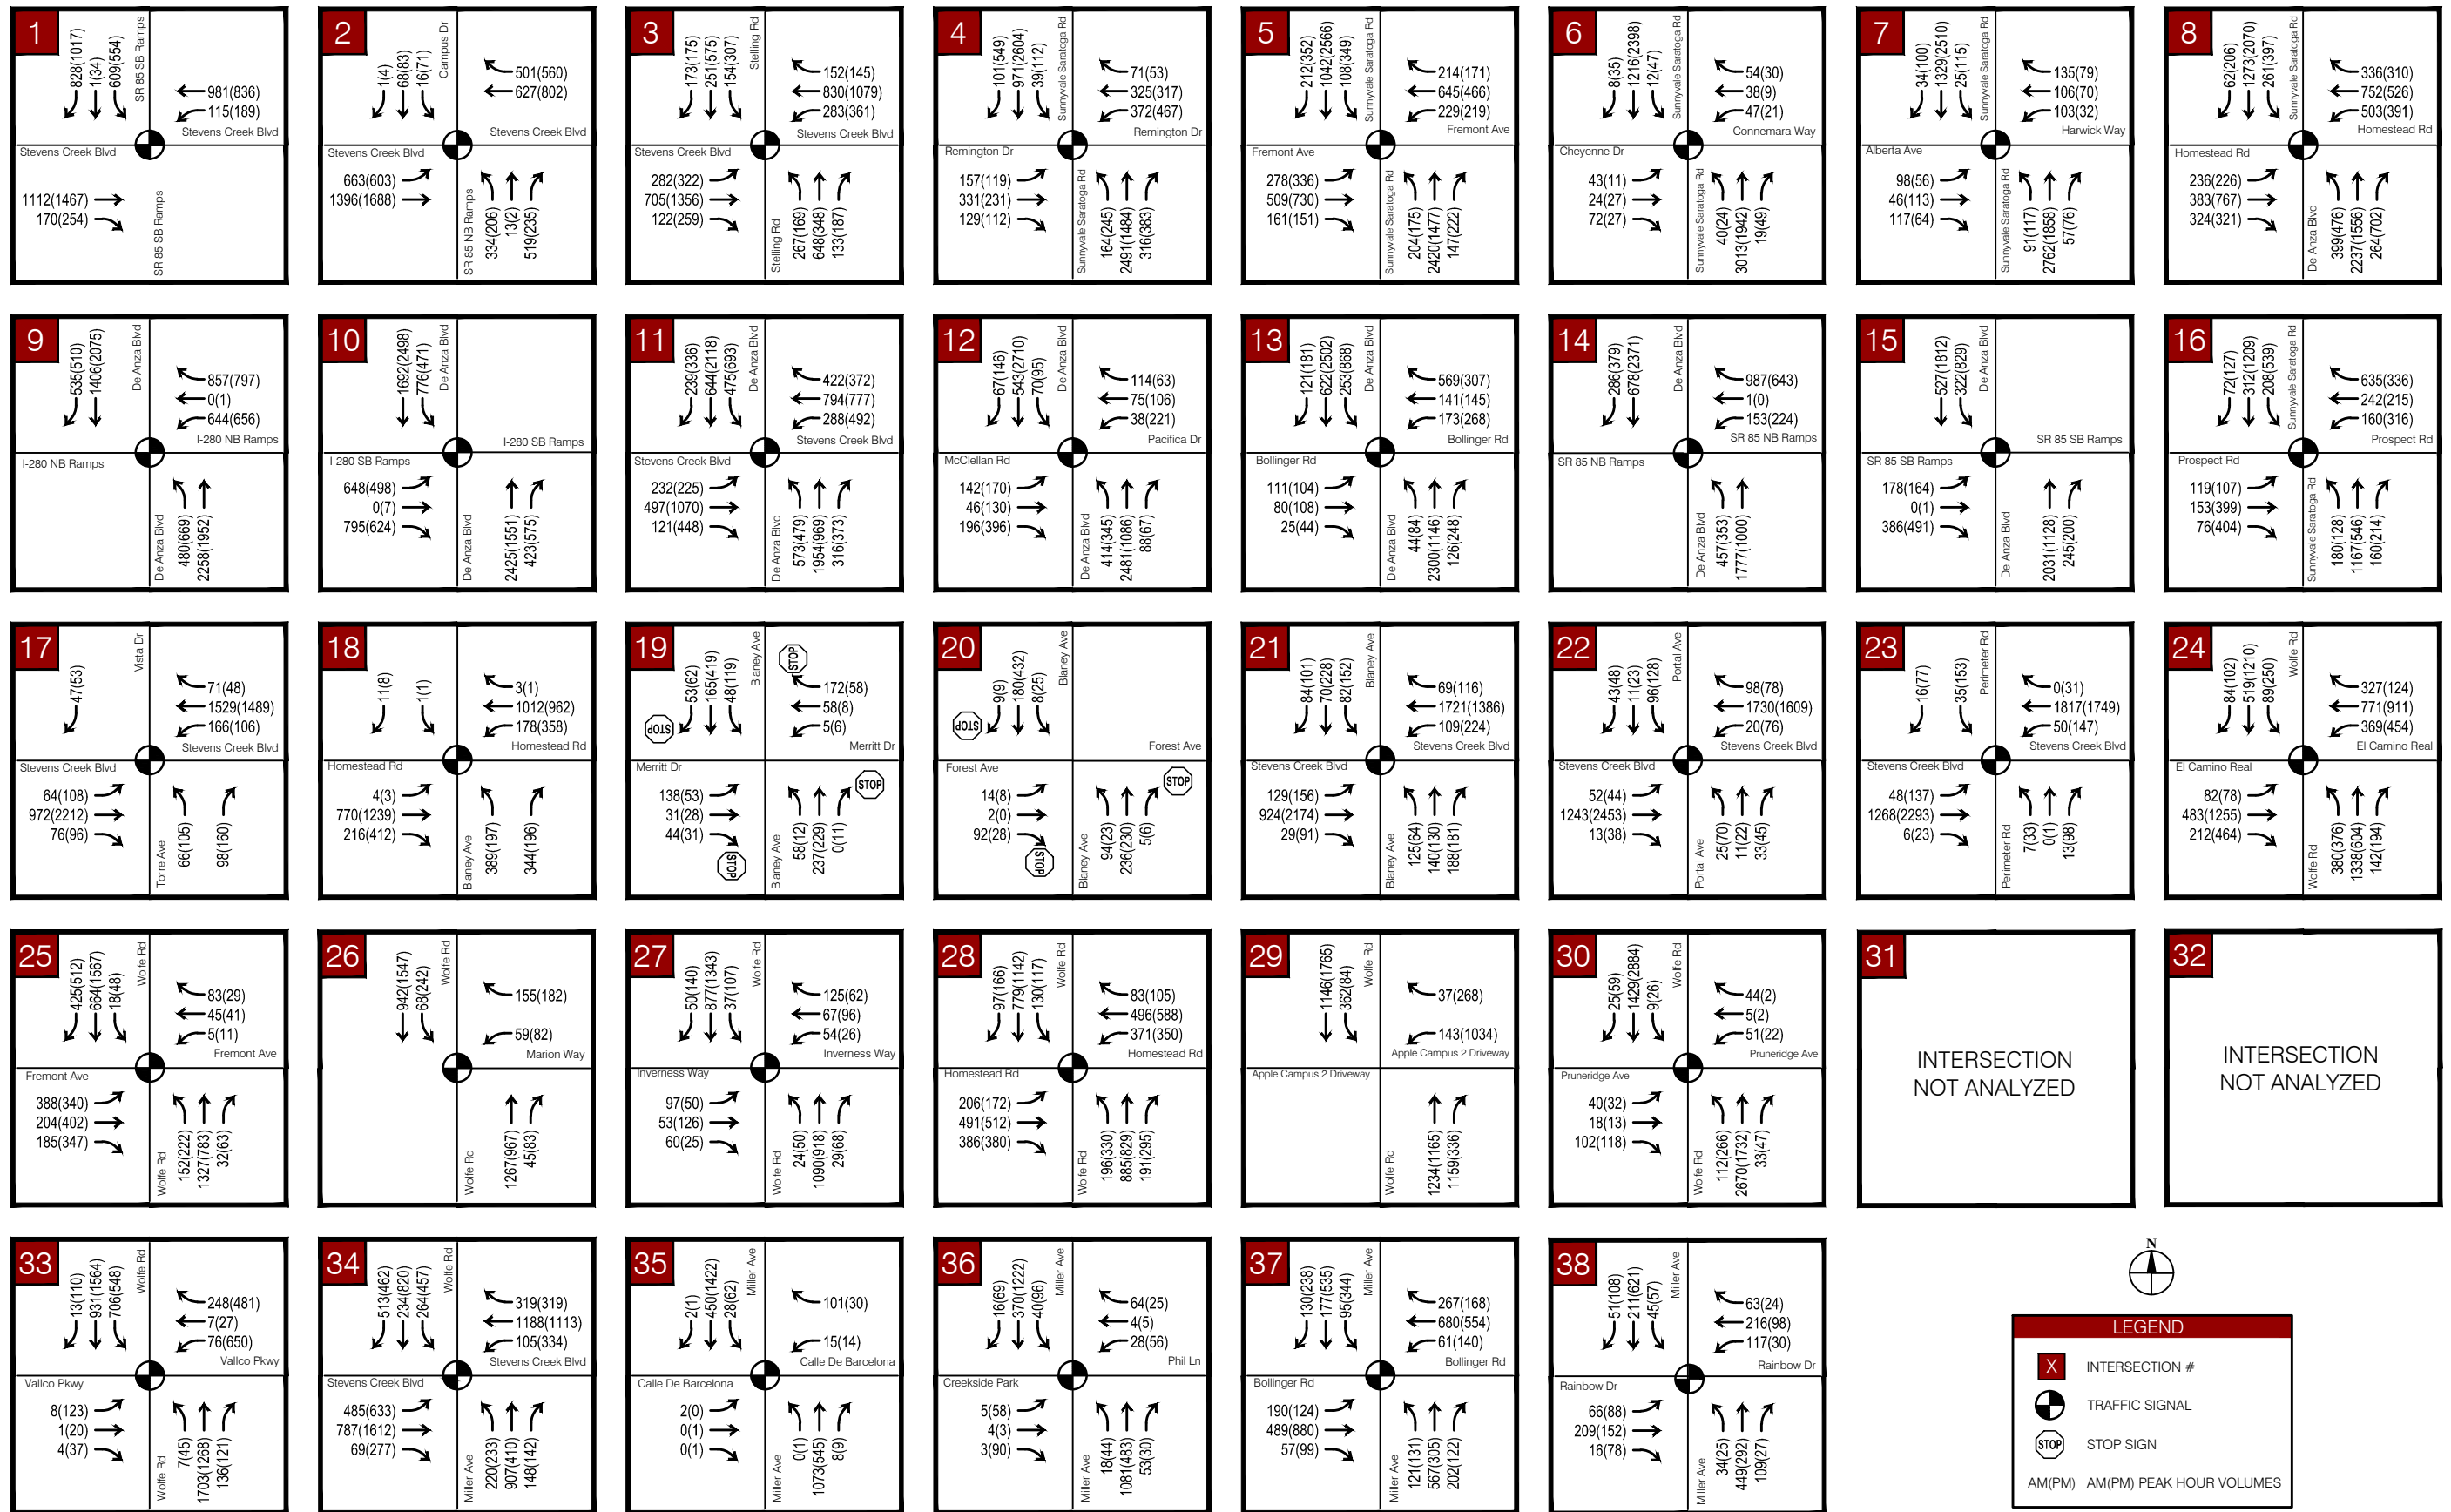 1
828(1017)
1(34)
609(554)
SR 85 SB Ramps
981(836)
115(189)
Stevens Creek Blvd
Stevens Creek Blvd
1112(1467)
170(254)
SR 85 SB Ramps
2
1(4)
68(83)
16(71)
Campus Dr
501(560)
627(802)
Stevens Creek Blvd
Stevens Creek Blvd
663(603)
1396(1688)
SR 85 NB Ramps
334(206)
13(2)
519(235)
3
173(175)
251(575)
154(307)
Stelling Rd
152(145)
830(1079)
283(361)
Stevens Creek Blvd
Stevens Creek Blvd
282(322)
705(1356)
122(259)
Stelling Rd
267(169)
648(348)
133(187)
4
101(549)
971(2604)
39(112)
Sunnyvale Saratoga Rd
71(53)
325(317)
372(467)
Remington Dr
Remington Dr
157(119)
331(231)
129(112)
Sunnyvale Saratoga Rd
164(245)
2491(1484)
316(383)
5
212(352)
1042(2566)
108(349)
Sunnyvale Saratoga Rd
214(171)
645(466)
229(219)
Fremont Ave
Fremont Ave
278(336)
509(730)
161(151)
Sunnyvale Saratoga Rd
204(175)
2420(1477)
147(222)
6
8(35)
1216(2398)
12(47)
Sunnyvale Saratoga Rd
54(30)
38(9)
47(21)
Connemara Way
Cheyenne Dr
43(11)
24(27)
72(27)
Sunnyvale Saratoga Rd
40(24)
3013(1942)
19(49)
7
34(100)
1329(2510)
25(115)
Sunnyvale Saratoga Rd
135(79)
106(70)
103(32)
Harwick Way
Alberta Ave
98(56)
46(113)
117(64)
Sunnyvale Saratoga Rd
91(117)
2762(1858)
57(76)
8
62(206)
1273(2070)
261(397)
Sunnyvale Saratoga Rd
336(310)
752(526)
503(391)
Homestead Rd
Homestead Rd
236(226)
383(767)
324(321)
De Anza Blvd
399(476)
2237(1556)
264(702)
9
535(510)
1406(2075)
De Anza Blvd
857(797)
0(1)
644(656)
I-280 NB Ramps
I-280 NB Ramps
De Anza Blvd
480(669)
2258(1952)
10
1692(2498)
776(471)
De Anza Blvd
I-280 SB Ramps
I-280 SB Ramps
648(498)
0(7)
795(624)
De Anza Blvd
2425(1551)
423(575)
11
239(336)
644(2118)
475(693)
De Anza Blvd
422(372)
794(777)
288(492)
Stevens Creek Blvd
Stevens Creek Blvd
232(225)
497(1070)
121(448)
De Anza Blvd
573(479)
1954(969)
316(373)
12
67(146)
543(2710)
70(95)
De Anza Blvd
114(63)
75(106)
38(221)
Pacifica Dr
McClellan Rd
142(170)
46(130)
196(396)
De Anza Blvd
414(345)
2481(1086)
88(67)
13
121(181)
622(2502)
253(868)
De Anza Blvd
569(307)
141(145)
173(268)
Bollinger Rd
Bollinger Rd
111(104)
80(108)
25(44)
De Anza Blvd
44(84)
2300(1146)
126(248)
14
286(379)
678(2371)
De Anza Blvd
987(643)
1(0)
153(224)
SR 85 NB Ramps
SR 85 NB Ramps
De Anza Blvd
457(353)
1777(1000)
15
527(1812)
322(829)
De Anza Blvd
SR 85 SB Ramps
SR 85 SB Ramps
178(164)
0(1)
386(491)
De Anza Blvd
2031(1128)
245(200)
16
72(127)
312(1209)
208(539)
Sunnyvale Saratoga Rd
635(336)
242(215)
160(316)
Prospect Rd
Prospect Rd
119(107)
153(399)
76(404)
Sunnyvale Saratoga Rd
180(128)
1167(546)
160(214)
17
47(53)
Vista Dr
71(48)
1529(1489)
166(106)
Stevens Creek Blvd
Stevens Creek Blvd
64(108)
972(2212)
76(96)
Torre Ave
66(105)
98(160)
18
11(8)
1(1)
3(1)
1012(962)
178(358)
Homestead Rd
Homestead Rd
4(3)
770(1239)
216(412)
Blaney Ave
389(197)
344(196)
19
53(62)
165(419)
48(119)
Blaney Ave
STOP
172(58)
58(8)
5(6)
STOP
Merritt Dr
Merritt Dr
138(53)
31(28)
44(31)
STOP
Blaney Ave
58(12)
237(229)
0(11)
STOP
20
9(9)
180(432)
8(25)
Blaney Ave
STOP
Forest Ave
Forest Ave
14(8)
2(0)
92(28)
STOP
Blaney Ave
94(23)
236(230)
5(6)
STOP
21
84(101)
70(228)
82(152)
Blaney Ave
69(116)
1721(1386)
109(224)
Stevens Creek Blvd
Stevens Creek Blvd
129(156)
924(2174)
29(91)
Blaney Ave
125(64)
140(130)
188(181)
22
43(48)
11(23)
96(128)
Portal Ave
98(78)
1730(1609)
20(76)
Stevens Creek Blvd
Stevens Creek Blvd
52(44)
1243(2453)
13(38)
Portal Ave
25(70)
11(22)
33(45)
23
16(77)
35(153)
Perimeter Rd
0(31)
1817(1749)
50(147)
Stevens Creek Blvd
Stevens Creek Blvd
48(137)
1268(2293)
6(23)
Perimeter Rd
7(33)
0(1)
13(98)
24
84(102)
519(1210)
89(250)
Wolfe Rd
327(124)
771(911)
369(454)
El Camino Real
El Camino Real
82(78)
483(1255)
212(464)
Wolfe Rd
380(376)
1338(604)
142(194)
25
425(512)
664(1567)
18(48)
Wolfe Rd
83(29)
45(41)
5(11)
Fremont Ave
Fremont Ave
388(340)
204(402)
185(347)
Wolfe Rd
152(222)
1327(783)
32(63)
26
942(1547)
68(242)
Wolfe Rd
155(182)
59(82)
Marion Way
Wolfe Rd
1267(967)
45(83)
27
50(140)
877(1343)
37(107)
Wolfe Rd
125(62)
67(96)
54(26)
Inverness Way
Inverness Way
97(50)
53(126)
60(25)
Wolfe Rd
24(50)
1090(918)
29(68)
28
97(166)
779(1142)
130(117)
Wolfe Rd
83(105)
496(588)
371(350)
Homestead Rd
Homestead Rd
206(172)
491(512)
386(380)
Wolfe Rd
196(330)
885(829)
191(295)
29
1146(1765)
362(84)
Wolfe Rd
37(268)
143(1034)
Apple Campus 2 Driveway
Apple Campus 2 Driveway
Wolfe Rd
1234(1165)
1159(336)
30
25(59)
1429(2884)
9(26)
Wolfe Rd
44(2)
5(2)
51(22)
Pruneridge Ave
Pruneridge Ave
40(32)
18(13)
102(118)
Wolfe Rd
112(266)
2670(1732)
33(47)
31
INTERSECTION
NOT ANALYZED
32
INTERSECTION
NOT ANALYZED
33
13(110)
931(1564)
706(548)
Wolfe Rd
248(481)
7(27)
76(650)
Vallco Pkwy
Vallco Pkwy
8(123)
1(20)
4(37)
Wolfe Rd
7(45)
1703(1268)
136(121)
34
513(462)
234(820)
264(457)
Wolfe Rd
319(319)
1188(1113)
105(334)
Stevens Creek Blvd
Stevens Creek Blvd
485(633)
787(1612)
69(277)
Miller Ave
220(233)
907(410)
148(142)
35
2(1)
450(1422)
28(62)
Miller Ave
101(30)
15(14)
Calle De Barcelona
Calle De Barcelona
2(0)
0(1)
0(1)
Miller Ave
0(1)
1073(545)
8(9)
36
16(69)
370(1222)
40(96)
Miller Ave
64(25)
4(5)
28(56)
Phil Ln
Creekside Park
5(58)
4(3)
3(90)
Miller Ave
18(44)
1081(483)
53(30)
37
130(238)
177(535)
95(344)
Miller Ave
267(168)
680(554)
61(140)
Bollinger Rd
Bollinger Rd
190(124)
489(880)
57(99)
Miller Ave
121(131)
567(305)
202(122)
38
51(108)
211(621)
45(57)
Miller Ave
63(24)
216(98)
117(30)
Rainbow Dr
Rainbow Dr
66(88)
209(152)
16(78)
Miller Ave
34(25)
449(292)
109(27)
N
LEGEND
X INTERSECTION #
TRAFFIC SIGNAL
STOP STOP SIGN
AM(PM) AM(PM) PEAK HOUR VOLUMES